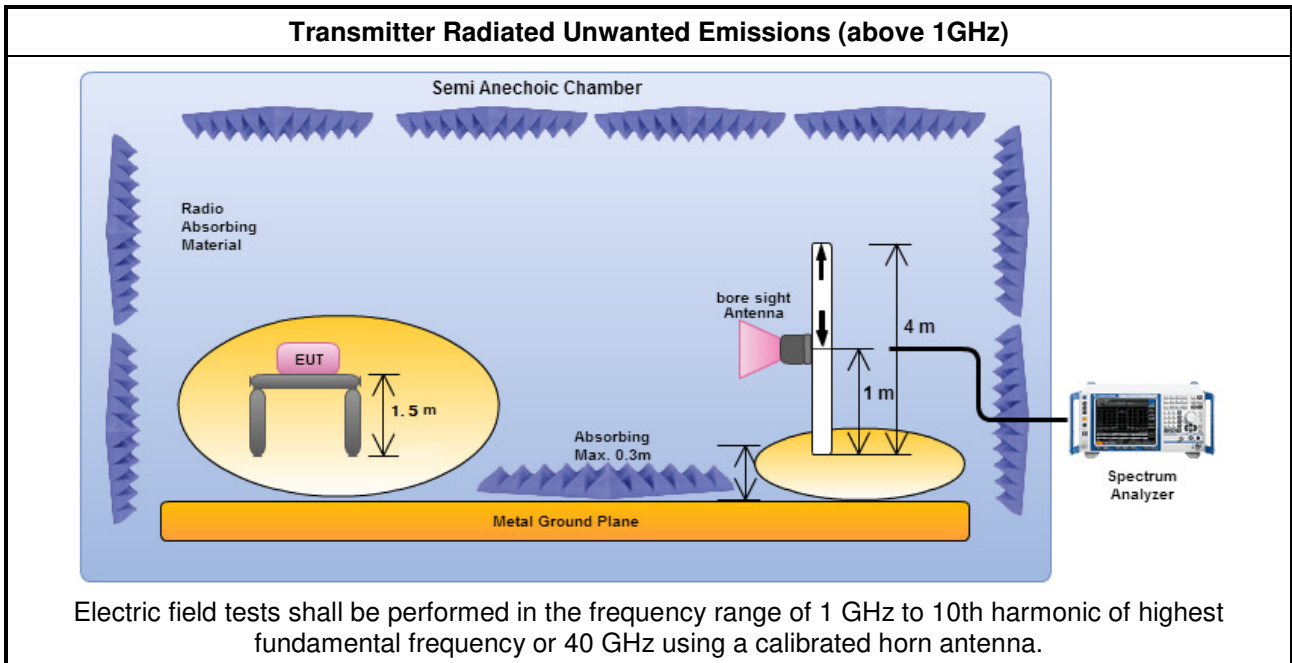 Transmitter Radiated Unwanted Emissions (above 1GHz)
Semi Anechoic Chamber
Radio
Absorbing
Material
bore sight
Antenna
4 m
EUT
1 m
1.5 m
Absorbing
Max. 0.3m
Spectrum
Analyzer
Metal Ground Plane
Electric field tests shall be performed in the frequency range of 1 GHz to 10th harmonic of highest
fundamental frequency or 40 GHz using a calibrated horn antenna.